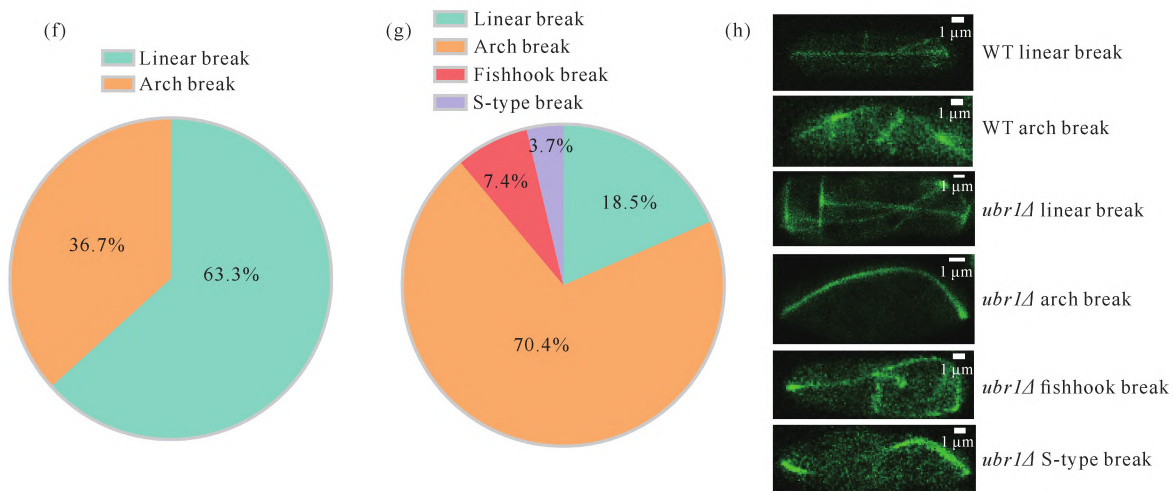 (f)
Linear break
Arch break
36.7%
63.3%
(g)
Linear break
Arch break
Fishhook break
S-type break
3.7%
7.4%
18.5%
70.4%
(h)
1 μm
WT linear break
1 μm
WT arch break
1 μm
ubr1Δ linear break
1 μm
ubr1Δ arch break
1 μm
ubr1Δ fishhook break
1 μm
ubr1Δ S-type break